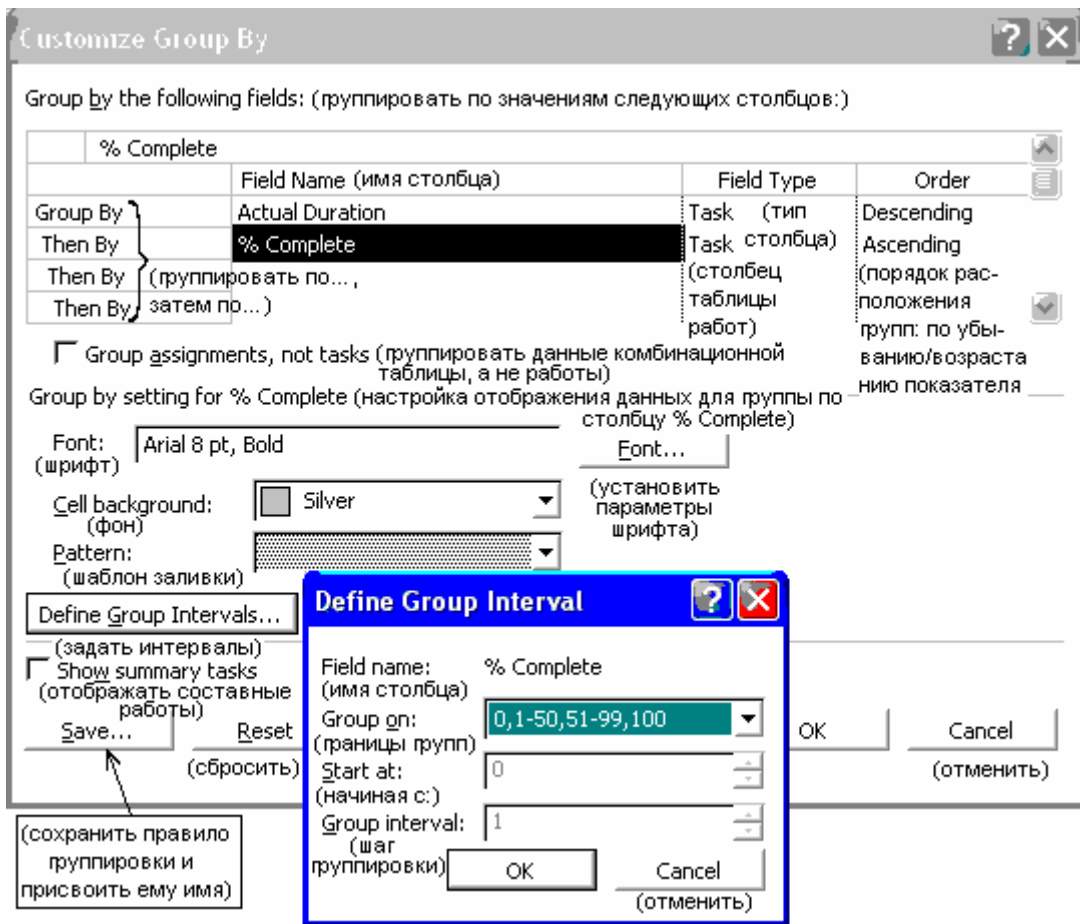 Customize Group By
Group by the following fields: (группировать по значениям следующих столбцов:)
% Complete
Field Name (имя столбца) Field Type Order
Group By Actual Duration Task (тип Descending
Then By % Complete Task столбца) Ascending
Then By (группировать по..., (столбец (порядок рас-
Then By затем по...) таблицы положения
работ) групп: по убы-
Group assignments, not tasks (группировать данные комбинационной ванию/возраста
таблицы, а не работы) нию показателя
Group by setting for % Complete (настройка отображения данных для группы по
столбцу % Complete)
Font: Arial 8 pt, Bold Font...
(шрифт)
Cell background: Silver (установить
(фон) параметры
Pattern: шрифта)
(шаблон заливки)
Define Group Intervals...
(задать интервалы)
Show summary tasks
(отображать составные
работы)
Save... Reset OK Cancel
(сбросить) (отменить)
(сохранить правило
группировки и
присвоить ему имя)
Define Group Interval
Field name: % Complete
(имя столбца)
Group on: 0,1-50,51-99,100
(границы групп)
Start at: 0
(начиная с:)
Group interval: 1
(шаг
группировки) OK Cancel
(отменить)